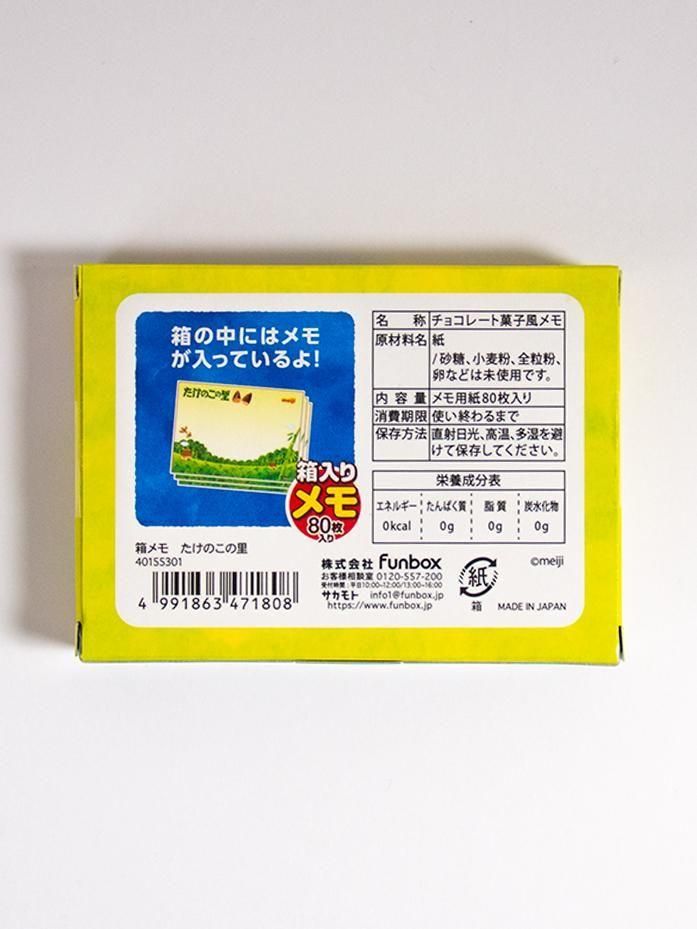 箱の中にはメモ
が入っているよ!
たけのこの里
meiji
箱入り
メモ
80枚
入り
名称 チョコレート菓子風メモ
原材料名 紙
/砂糖、小麦粉、全粒粉、
卵などは未使用です。
内容量 メモ用紙80枚入り
消費期限 使い終わるまで
保存方法 直射日光、高温、多湿を避
けて保存してください。
栄養成分表
エネルギー たんぱく質 脂質 炭水化物
0kcal 0g 0g 0g
箱メモ たけのこの里
40155301
4 991863 471808
株式会社 funbox
お客様相談室 0120-557-200
受付時間:平日10:00~12:00/13:00~16:00
サカモト info1@funbox.jp
https://www.funbox.jp
紙
箱
©meiji
MADE IN JAPAN